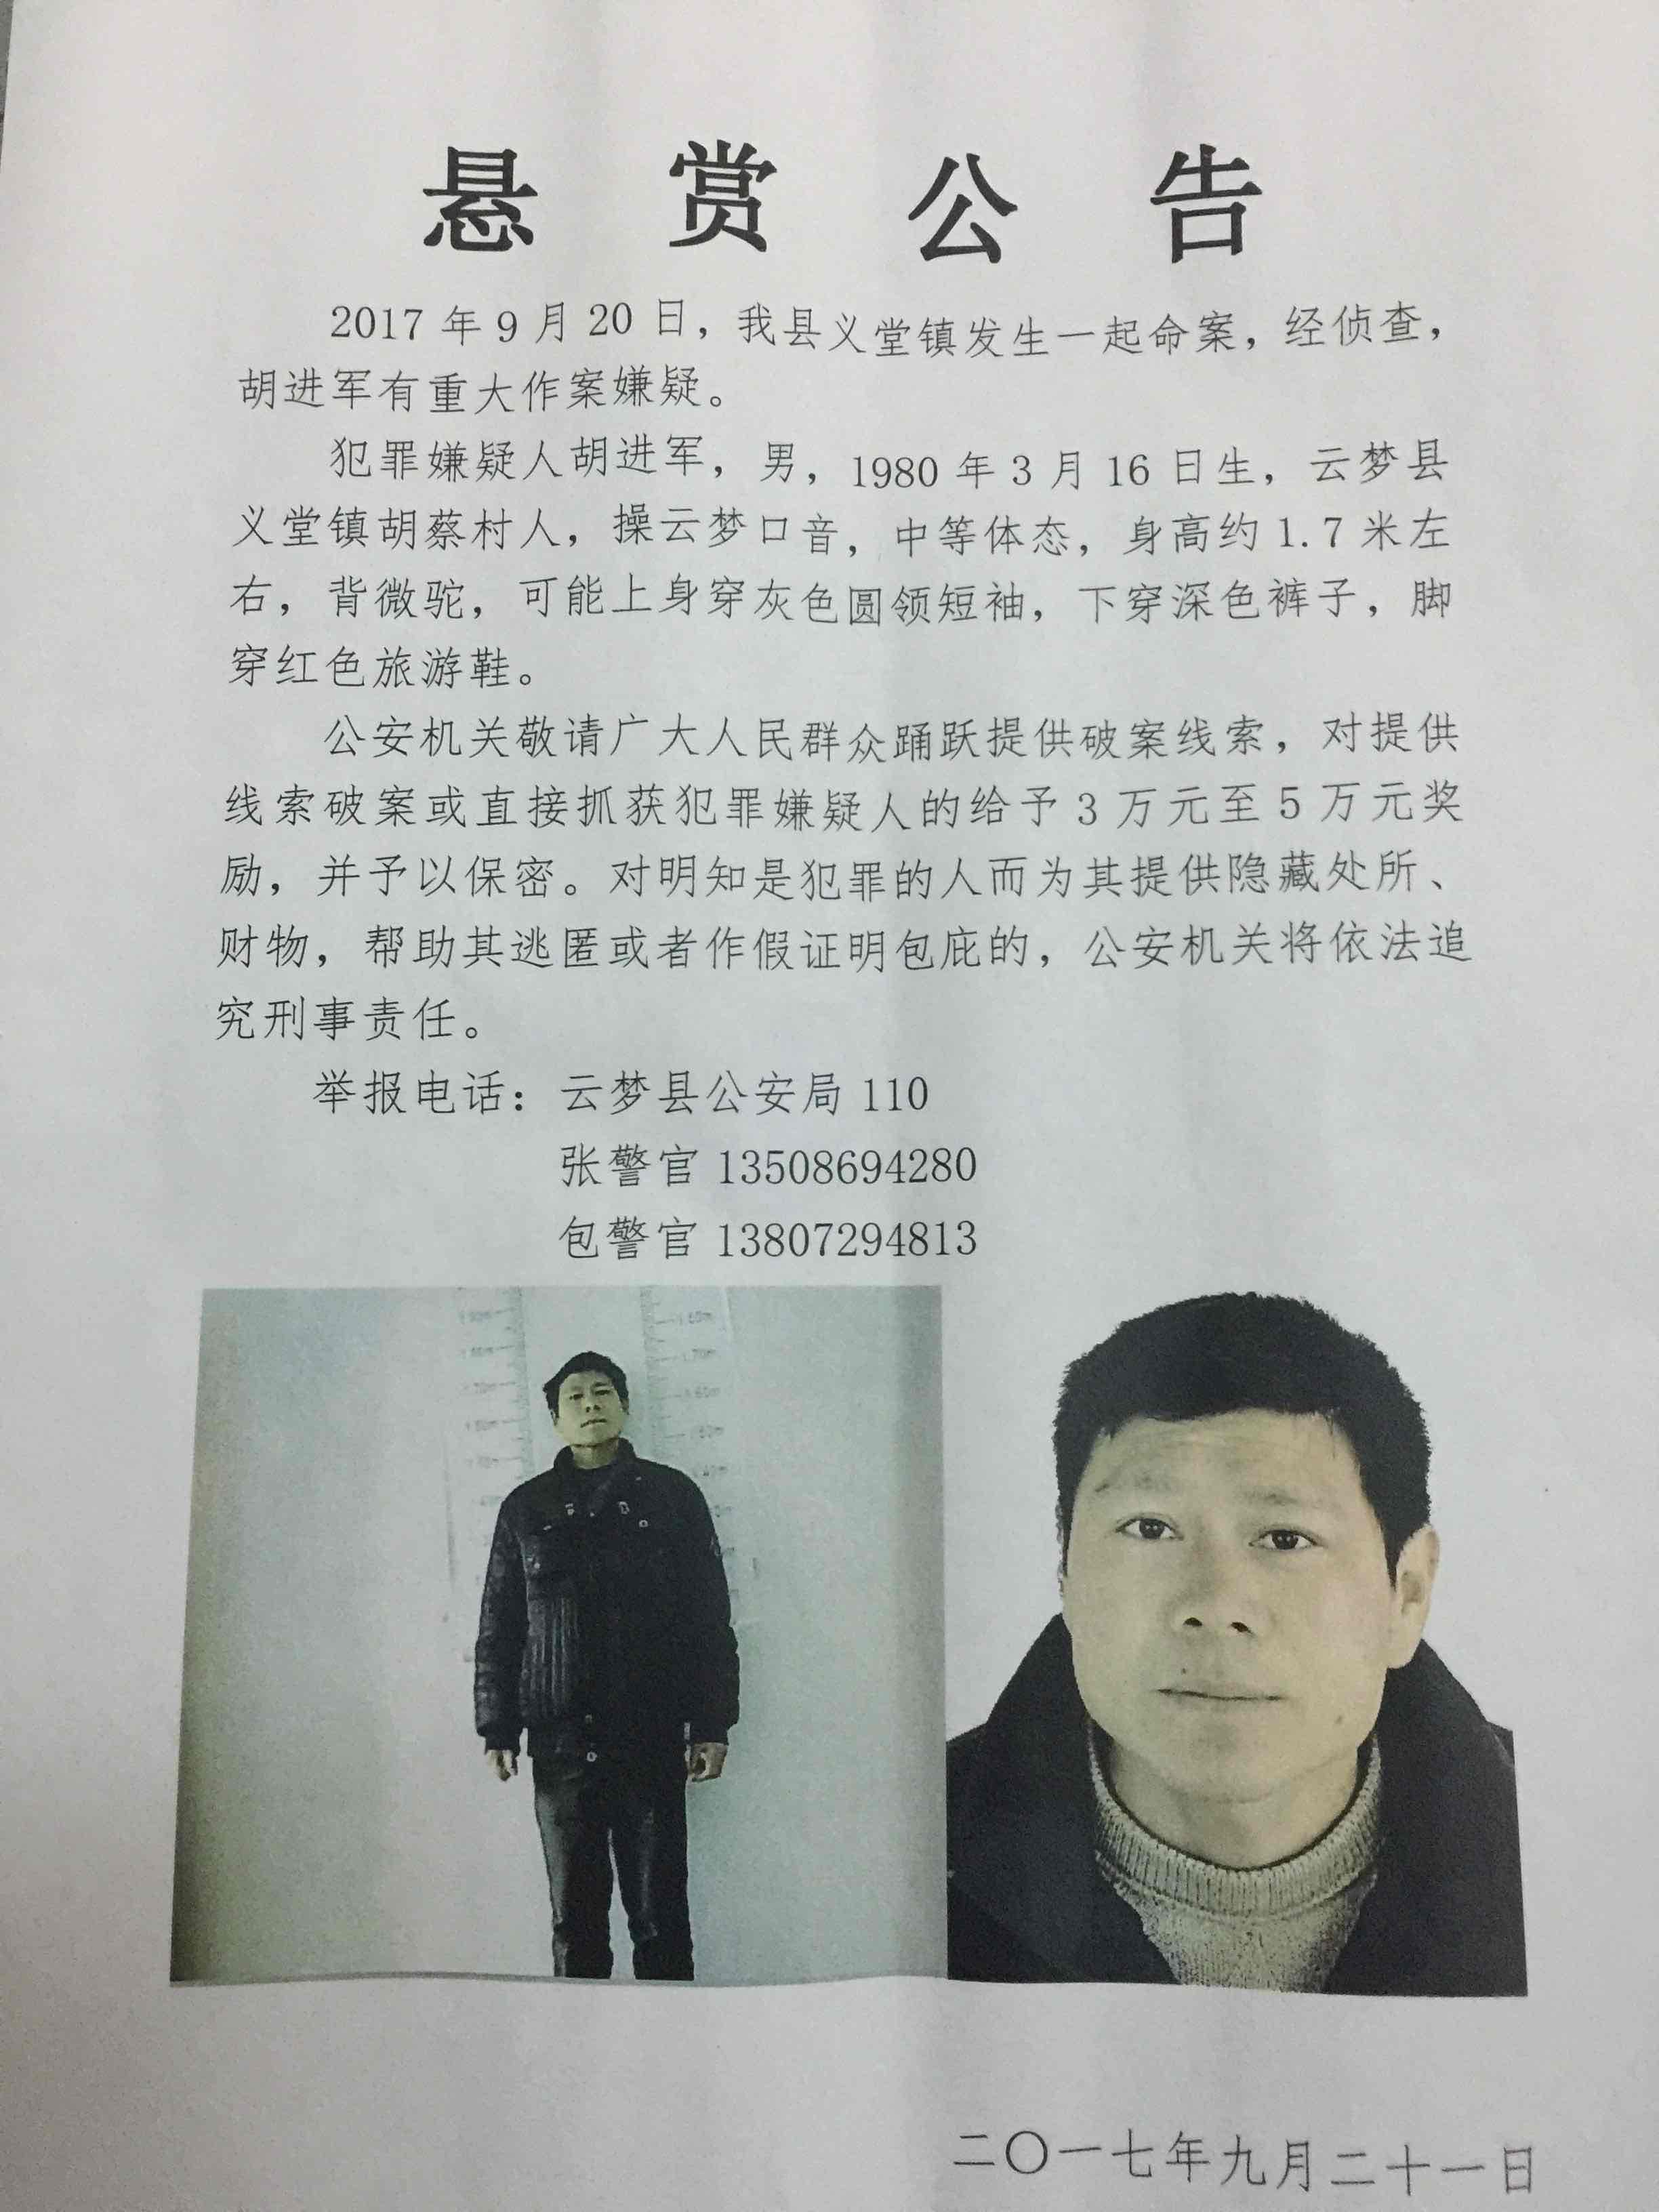 悬赏公告
2017年9月20日，我县义堂镇发生一起命案，经侦查，
胡进军有重大作案嫌疑。
犯罪嫌疑人胡进军，男，1980年3月16日生，云梦县
义堂镇胡蔡村人，操云梦口音，中等体态，身高约1.7米左
右，背微驼，可能上身穿灰色圆领短袖，下穿深色裤子，脚
穿红色旅游鞋。
公安机关敬请广大人民群众踊跃提供破案线索，对提供
线索破案或直接抓获犯罪嫌疑人的给予3万元至5万元奖
励，并予以保密。对明知是犯罪的人而为其提供隐藏处所、
财物，帮助其逃匿或者作假证明包庇的，公安机关将依法追
究刑事责任。
举报电话：云梦县公安局110
张警官13508694280
包警官13807294813
二〇一七年九月二十一日